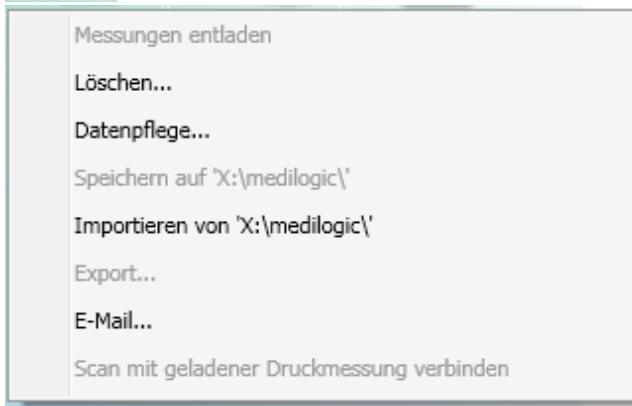 Messungen entladen
Löschen...
Datenpflege...
Speichern auf 'X:\medilogic\'
Importieren von 'X:\medilogic\'
Export...
E-Mail...
Scan mit geladener Druckmessung verbinden